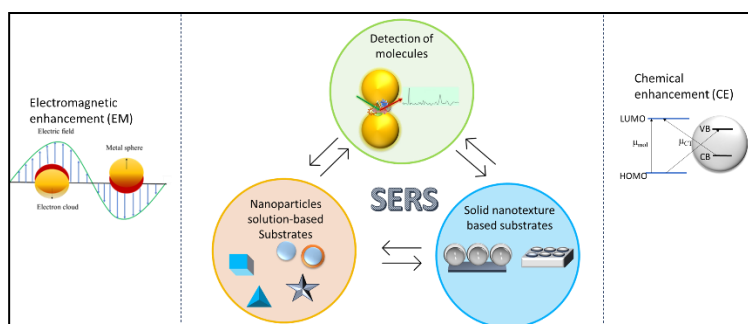 Electromagnetic
enhancement (EM)
Electric field
Metal sphere
Electron cloud
Detection of
molecules
SERS
Nanoparticles
solution-based
Substrates
Solid nanotexture
based substrates
Chemical
enhancement (CE)
LUMO
VB
μmol
μCT
CB
HOMO